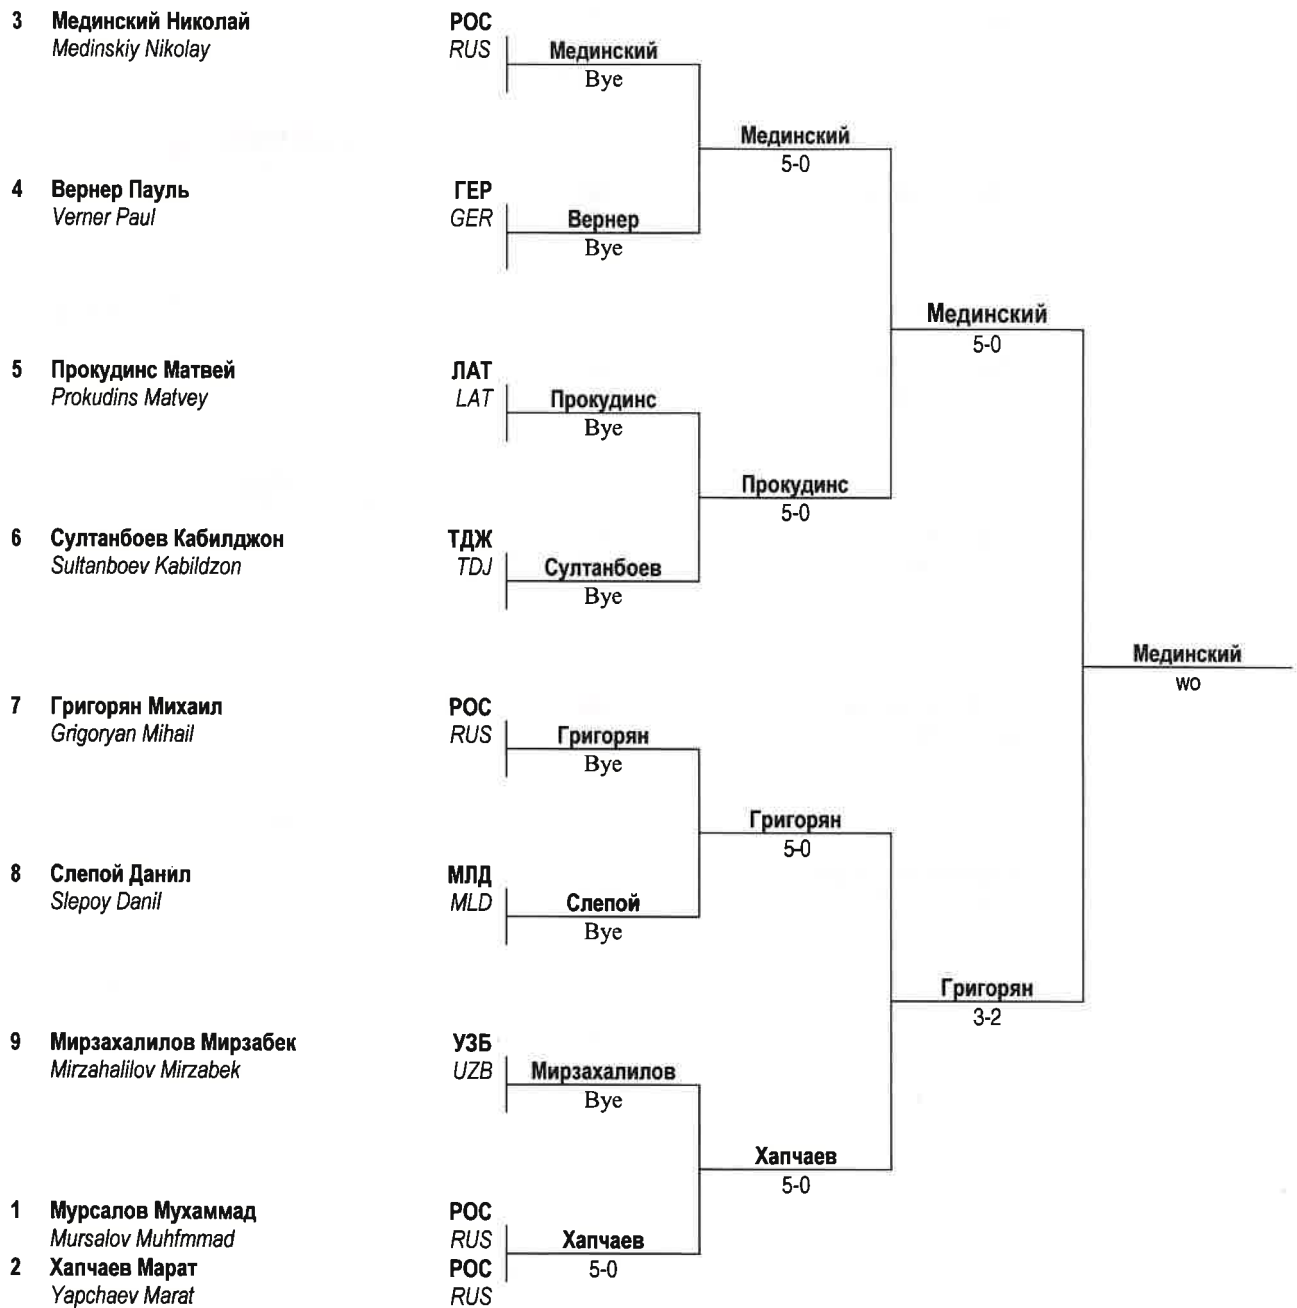 3 Мединский Николай РОС
Medinskiy Nikolay RUS
Мединский
Bye
Мединский
5-0
4 Вернер Пауль ГЕР
Verner Paul GER
Вернер
Bye
Мединский
5-0
5 Прокудинс Матвей ЛАТ
Prokudins Matvey LAT
Прокудинс
Bye
Прокудинс
5-0
6 Султанбоев Кабилджон ТДЖ
Sultanboev Kabildzon TDJ
Султанбоев
Bye
Мединский
wo
7 Григорян Михаил РОС
Grigoryan Mihail RUS
Григорян
Bye
Григорян
5-0
8 Слепой Данил МЛД
Slepoy Danil MLD
Слепой
Bye
Григорян
3-2
9 Мирзахалилов Мирзабек УЗБ
Mirzahalilov Mirzabek UZB
Мирзахалилов
Bye
Хапчаев
5-0
1 Мурсалов Мухаммад РОС
Mursalov Muhfmmad RUS
Хапчаев
2 Хапчаев Марат РОС
5-0
Yapchaev Marat RUS